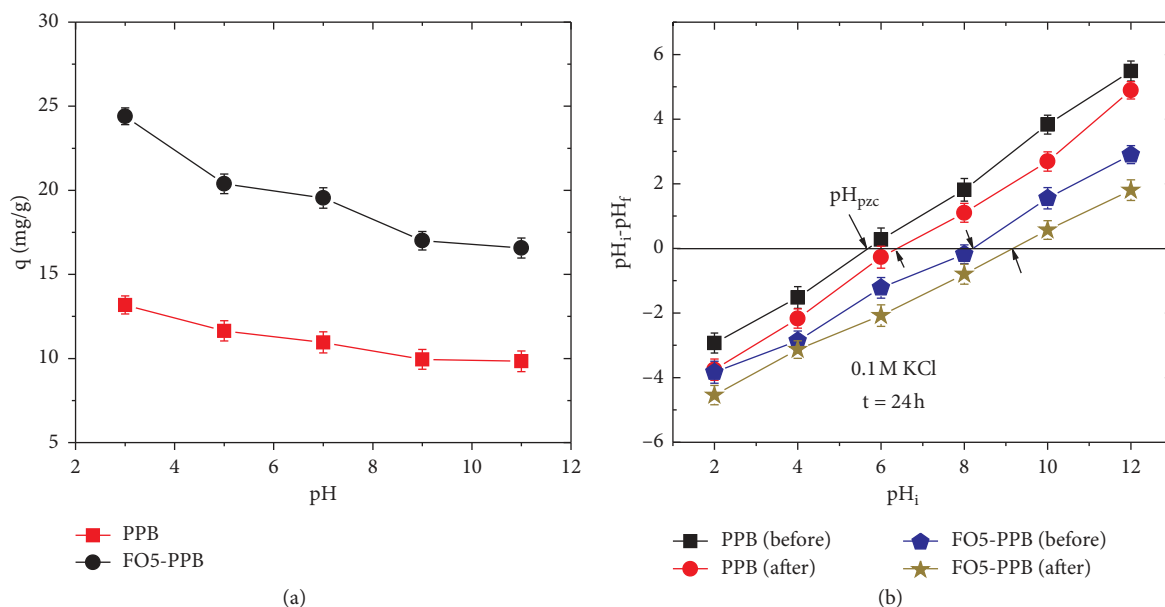 30
25
20
15
10
5
q (mg/g)
2 4 6 8 10 12
pH
PPB
FO5-PPB
(a)
6
4
2
0
−2
−4
−6
pHᵢ-pH_f
pH_pzc
0.1 M KCl
t = 24 h
2 4 6 8 10 12
pHᵢ
PPB (before)
PPB (after)
FO5-PPB (before)
FO5-PPB (after)
(b)